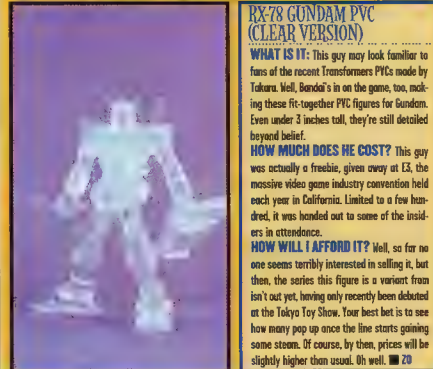 RX-78 GUNDAM PVC
(CLEAR VERSION)
WHAT IS IT: This guy may look familiar to
fans of the recent Transformers PVCs made by
Takara. Well, Bandai's in on the game, too, mak-
ing these fit-together PVC figures for Gundam.
Even under 3 inches tall, they're still detailed
beyond belief.
HOW MUCH DOES HE COST? This guy
was actually a freebie, given away at E3, the
massive video game industry convention held
each year in California. Limited to a few hun-
dred, it was handed out to some of the insid-
ers in attendance.
HOW WILL I AFFORD IT? Well, so far no
one seems terribly interested in selling it, but
then, the series this figure is a variant from
isn't out yet, having only recently been debuted
at the Tokyo Toy Show. Your best bet is to see
how many pop up once the line starts gaining
some steam. Of course, by then, prices will be
slightly higher than usual. Oh well. ■ ZO